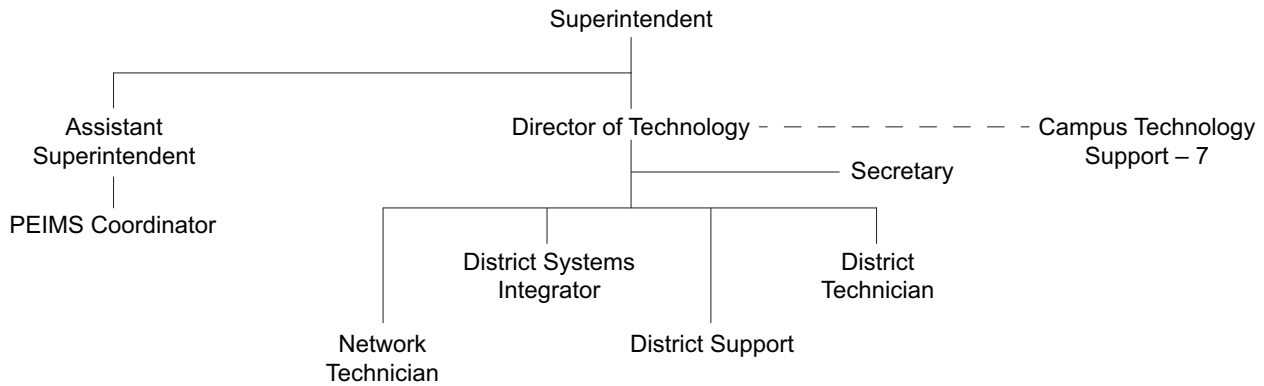 Superintendent
Assistant
Superintendent
Director of Technology
Campus Technology
Support – 7
Secretary
PEIMS Coordinator
District Systems
Integrator
District
Technician
Network
Technician
District Support